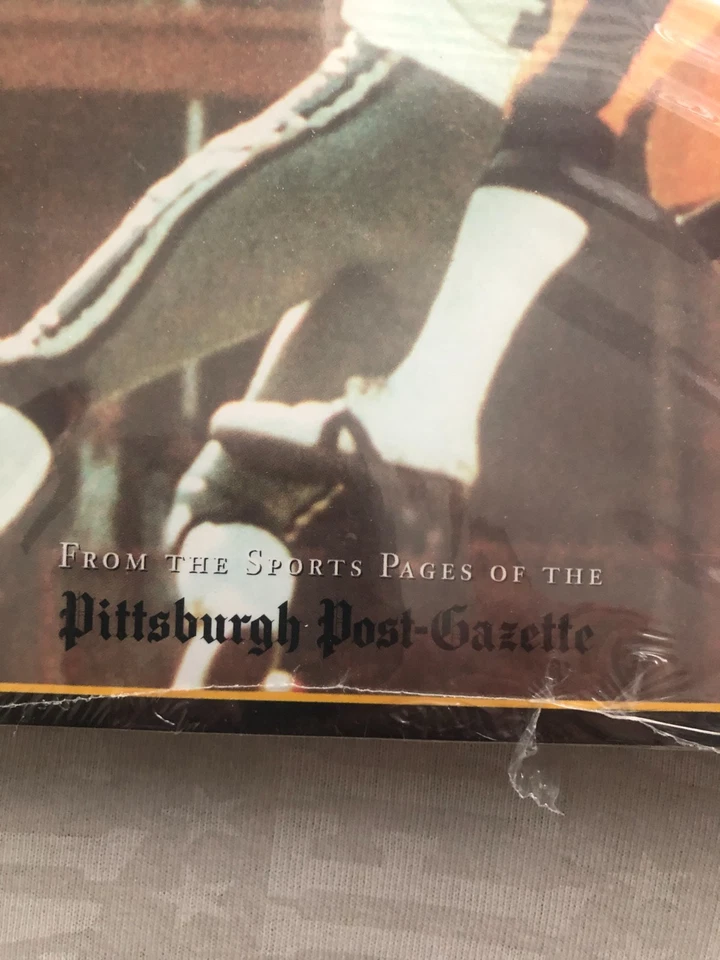 FROM THE SPORTS PAGES OF THE
Pittsburgh Post-Gazette